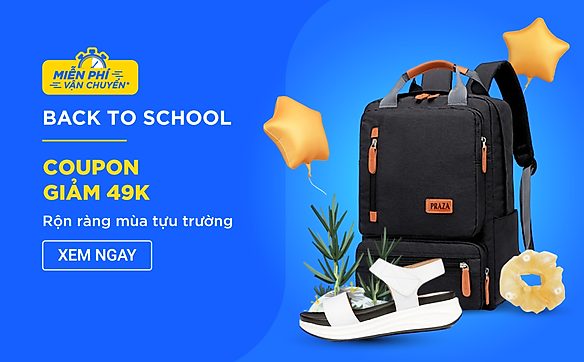 MIỄN PHÍ
VẬN CHUYỂN*
BACK TO SCHOOL
COUPON
GIẢM 49K
Rộn ràng mùa tựu trường
XEM NGAY
PRAZA